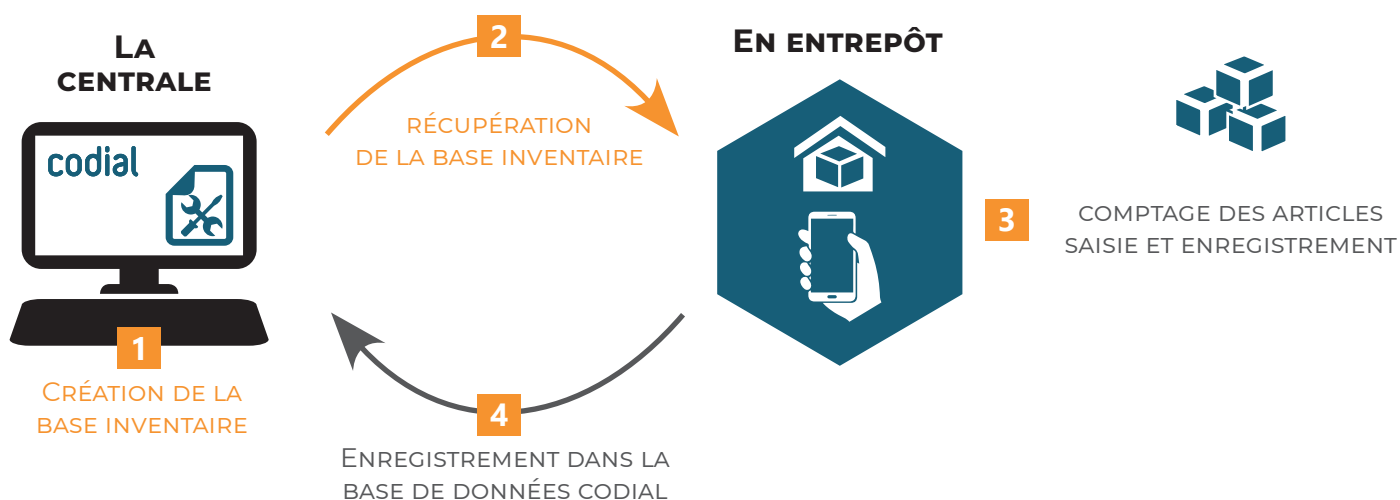 La
centrale
codial
1
Création de la
base inventaire
2
récupération
de la base inventaire
En entrepôt
3
comptage des articles
saisie et enregistrement
4
Enregistrement dans la
base de données codial